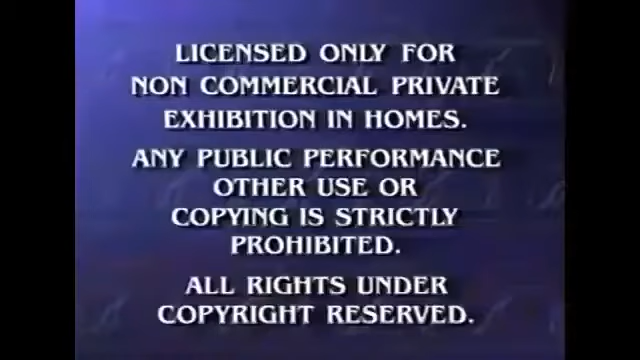 LICENSED ONLY FOR
NON COMMERCIAL PRIVATE
EXHIBITION IN HOMES.
ANY PUBLIC PERFORMANCE
OTHER USE OR
COPYING IS STRICTLY
PROHIBITED.
ALL RIGHTS UNDER
COPYRIGHT RESERVED.